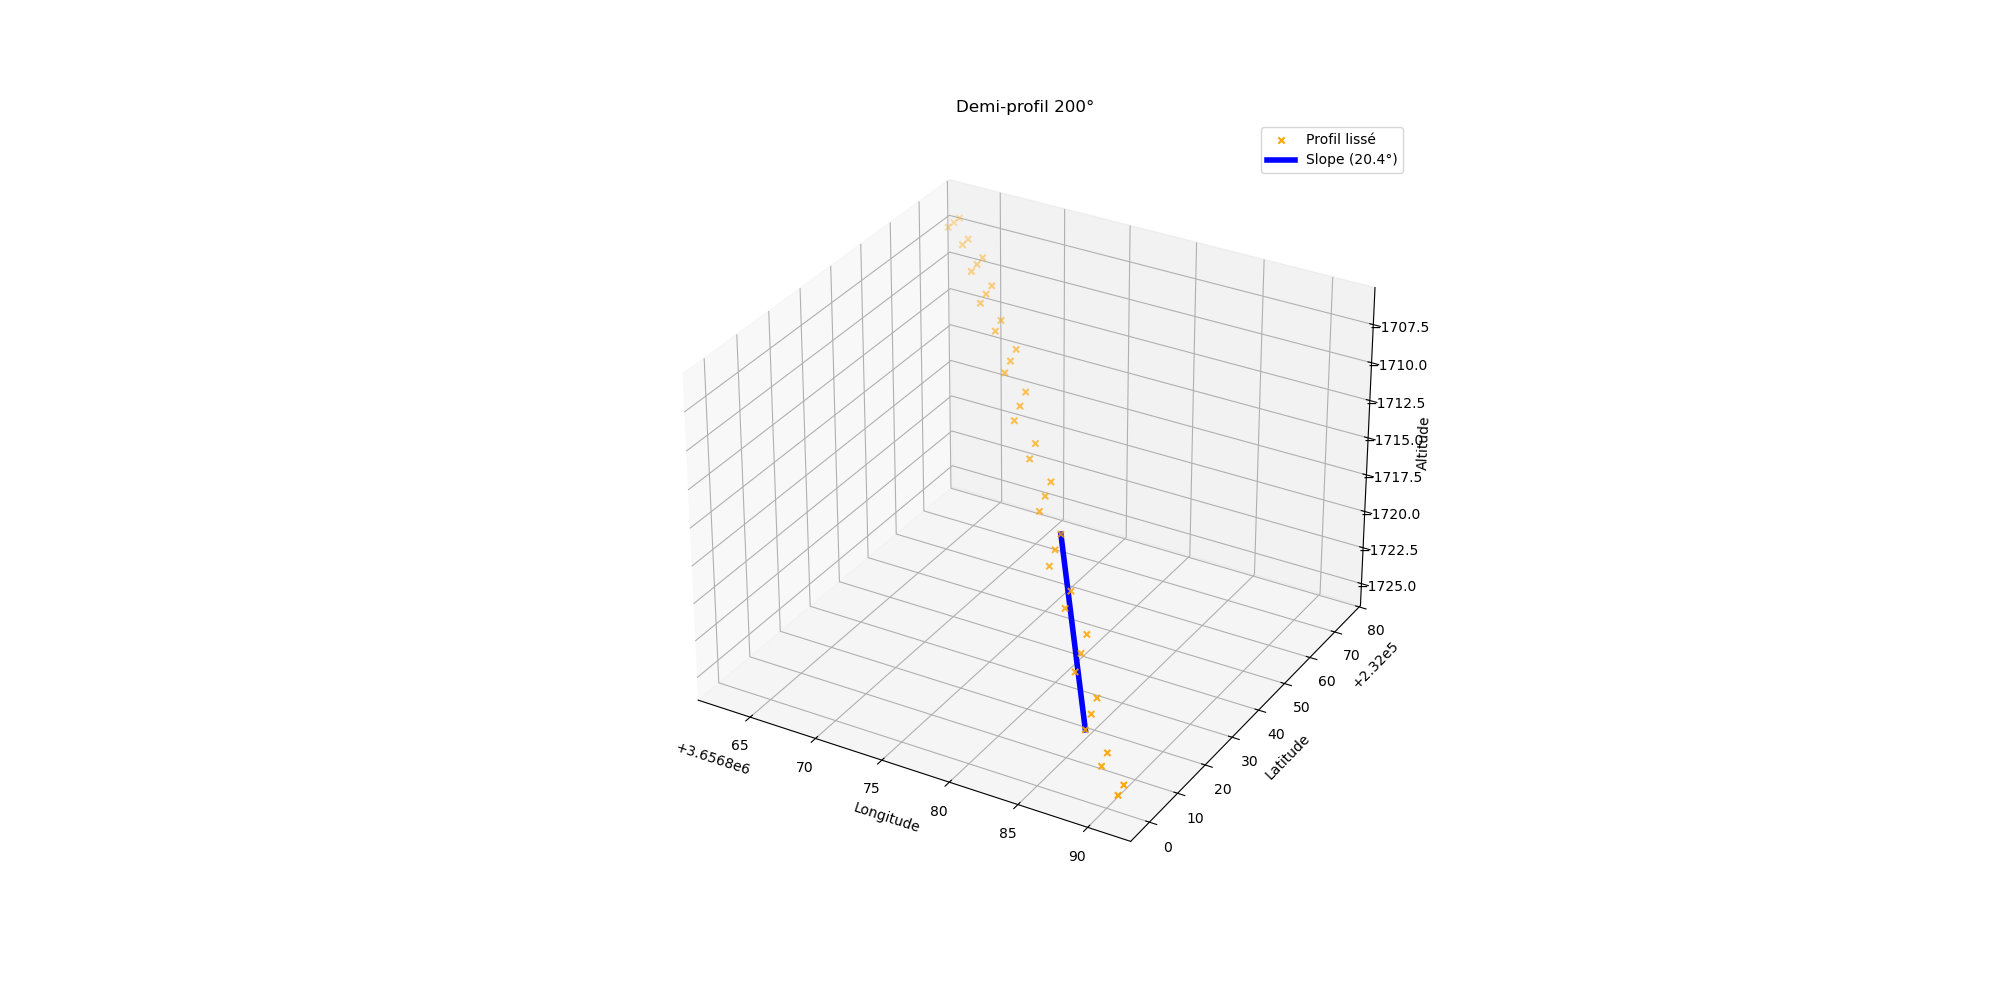 Demi-profil 200°
Profil lissé
Slope (20.4°)
−1707.5
−1710.0
−1712.5
−1715.0
−1717.5
−1720.0
−1722.5
−1725.0
Altitude
80
70
60
50
40
30
20
10
0
+2.32e5
Latitude
65
70
75
80
85
90
+3.6568e6
Longitude